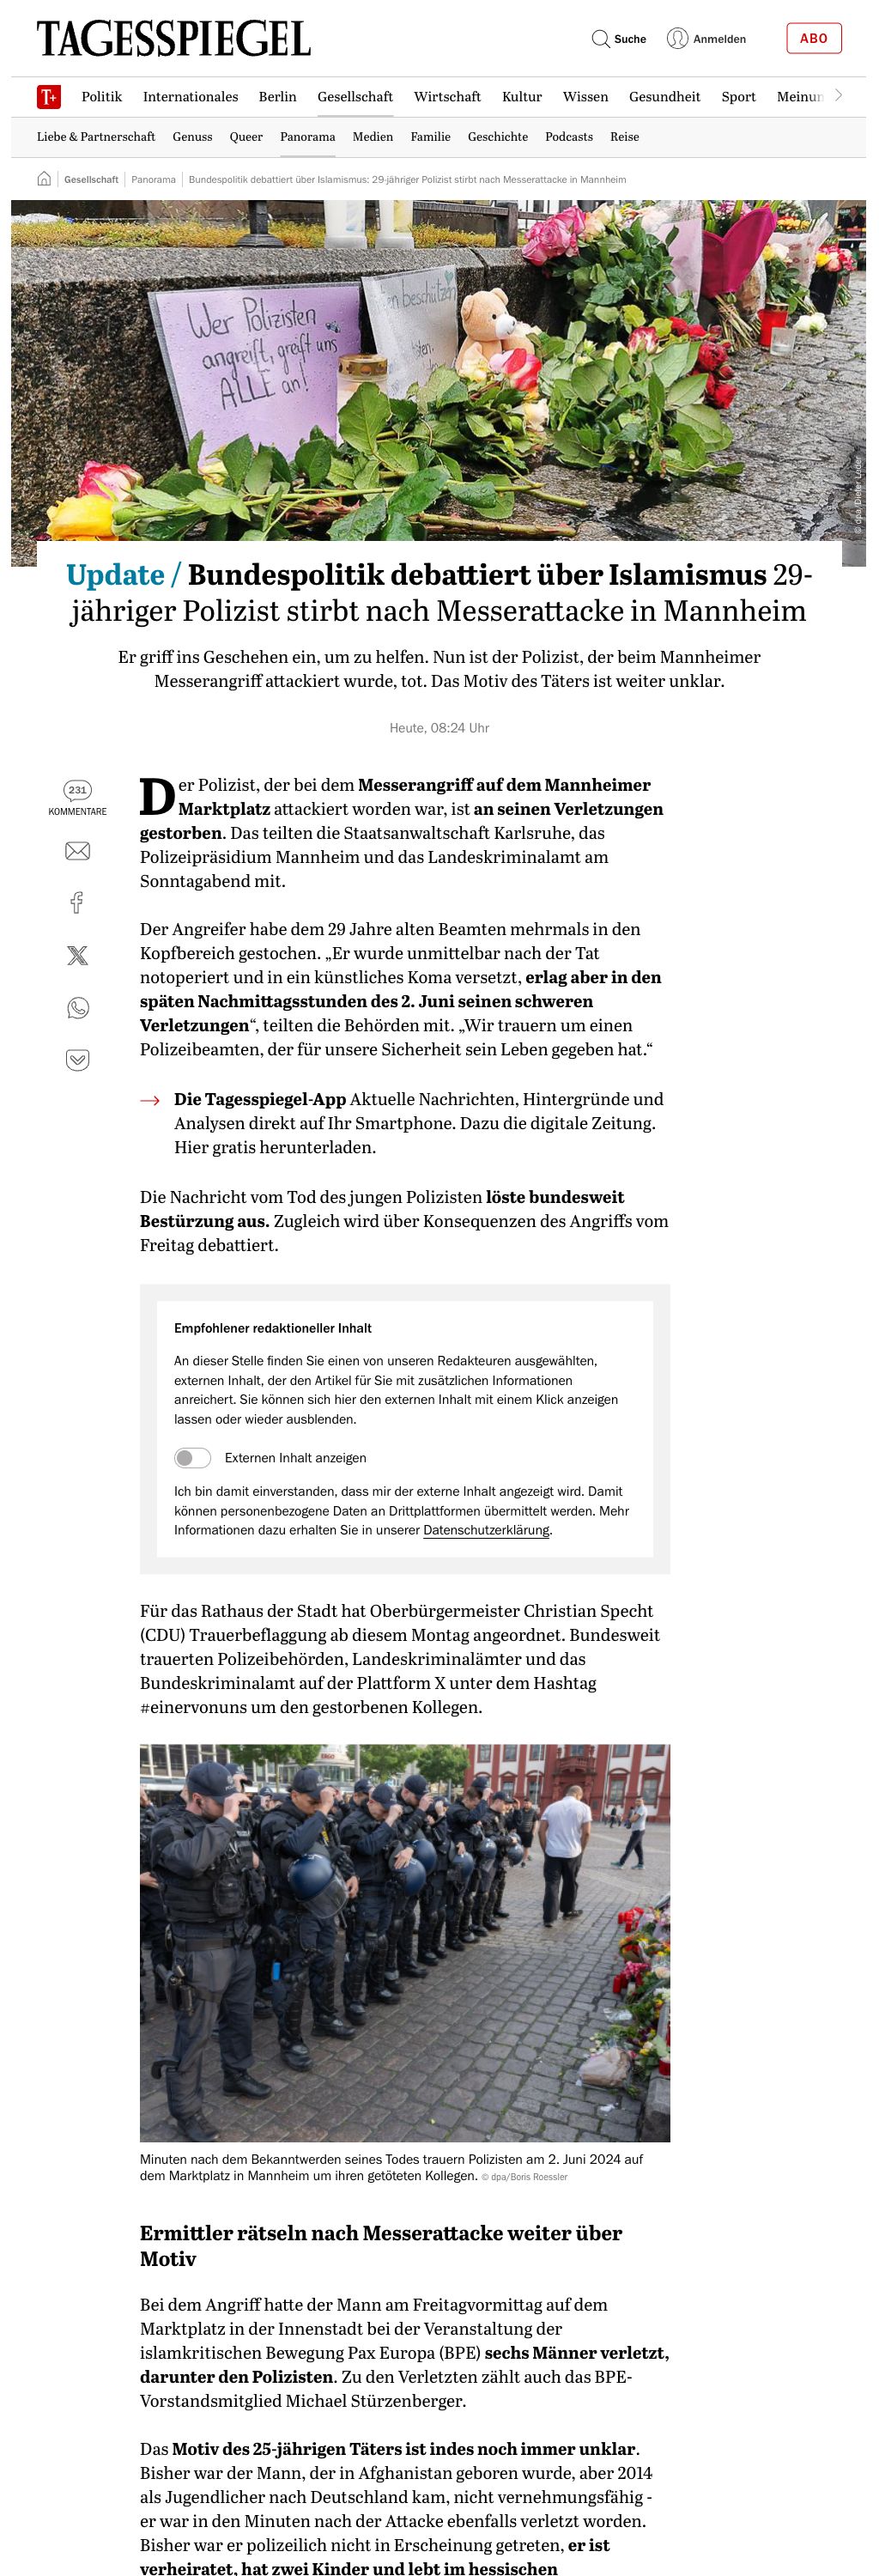 TAGESSPIEGEL
Suche
Anmelden
ABO
T+
Politik Internationales Berlin Gesellschaft Wirtschaft Kultur Wissen Gesundheit Sport Meinun
Liebe & Partnerschaft Genuss Queer Panorama Medien Familie Geschichte Podcasts Reise
Gesellschaft Panorama Bundespolitik debattiert über Islamismus: 29-jähriger Polizist stirbt nach Messerattacke in Mannheim
Wer Polizisten
angreift, greift uns
ALLE an!
beschützen
Update / Bundespolitik debattiert über Islamismus 29-
jähriger Polizist stirbt nach Messerattacke in Mannheim
Er griff ins Geschehen ein, um zu helfen. Nun ist der Polizist, der beim Mannheimer
Messerangriff attackiert wurde, tot. Das Motiv des Täters ist weiter unklar.
Heute, 08:24 Uhr
231
KOMMENTARE
Der Polizist, der bei dem Messerangriff auf dem Mannheimer
Marktplatz attackiert worden war, ist an seinen Verletzungen
gestorben. Das teilten die Staatsanwaltschaft Karlsruhe, das
Polizeipräsidium Mannheim und das Landeskriminalamt am
Sonntagabend mit.
Der Angreifer habe dem 29 Jahre alten Beamten mehrmals in den
Kopfbereich gestochen. „Er wurde unmittelbar nach der Tat
notoperiert und in ein künstliches Koma versetzt, erlag aber in den
späten Nachmittagsstunden des 2. Juni seinen schweren
Verletzungen“, teilten die Behörden mit. „Wir trauern um einen
Polizeibeamten, der für unsere Sicherheit sein Leben gegeben hat.“
Die Tagesspiegel-App Aktuelle Nachrichten, Hintergründe und
Analysen direkt auf Ihr Smartphone. Dazu die digitale Zeitung.
Hier gratis herunterladen.
Die Nachricht vom Tod des jungen Polizisten löste bundesweit
Bestürzung aus. Zugleich wird über Konsequenzen des Angriffs vom
Freitag debattiert.
Empfohlener redaktioneller Inhalt
An dieser Stelle finden Sie einen von unseren Redakteuren ausgewählten,
externen Inhalt, der den Artikel für Sie mit zusätzlichen Informationen
anreichert. Sie können sich hier den externen Inhalt mit einem Klick anzeigen
lassen oder wieder ausblenden.
Externen Inhalt anzeigen
Ich bin damit einverstanden, dass mir der externe Inhalt angezeigt wird. Damit
können personenbezogene Daten an Drittplattformen übermittelt werden. Mehr
Informationen dazu erhalten Sie in unserer Datenschutzerklärung.
Für das Rathaus der Stadt hat Oberbürgermeister Christian Specht
(CDU) Trauerbeflaggung ab diesem Montag angeordnet. Bundesweit
trauerten Polizeibehörden, Landeskriminalämter und das
Bundeskriminalamt auf der Plattform X unter dem Hashtag
#einervonuns um den gestorbenen Kollegen.
Minuten nach dem Bekanntwerden seines Todes trauern Polizisten am 2. Juni 2024 auf
dem Marktplatz in Mannheim um ihren getöteten Kollegen. © dpa/Boris Roessler
Ermittler rätseln nach Messerattacke weiter über
Motiv
Bei dem Angriff hatte der Mann am Freitagvormittag auf dem
Marktplatz in der Innenstadt bei der Veranstaltung der
islamkritischen Bewegung Pax Europa (BPE) sechs Männer verletzt,
darunter den Polizisten. Zu den Verletzten zählt auch das BPE-
Vorstandsmitglied Michael Stürzenberger.
Das Motiv des 25-jährigen Täters ist indes noch immer unklar.
Bisher war der Mann, der in Afghanistan geboren wurde, aber 2014
als Jugendlicher nach Deutschland kam, nicht vernehmungsfähig -
er war in den Minuten nach der Attacke ebenfalls verletzt worden.
Bisher war er polizeilich nicht in Erscheinung getreten, er ist
verheiratet, hat zwei Kinder und lebt im hessischen